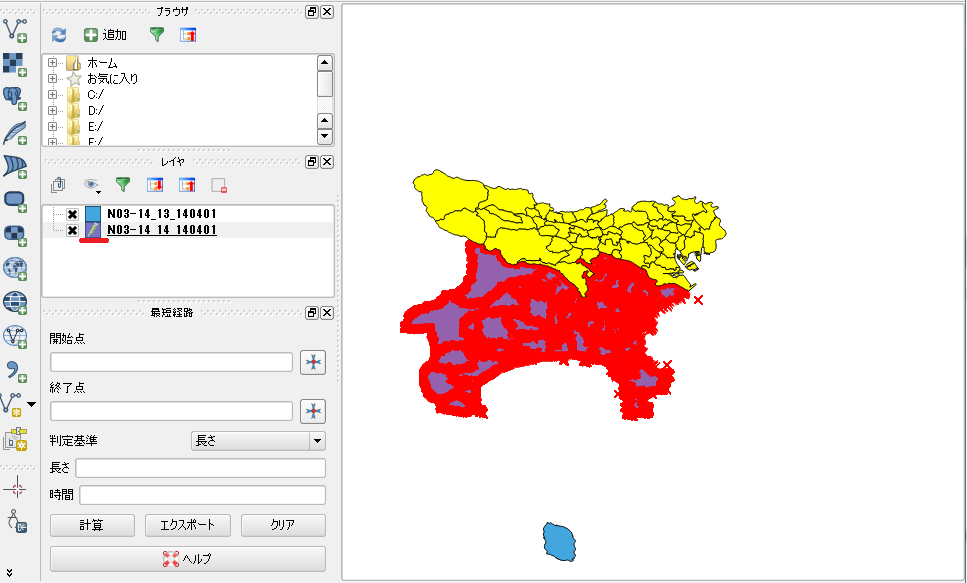 ブラウザ
追加
ホーム
お気に入り
C:/
D:/
E:/
F:/
レイヤ
N03-14_13_140401
N03-14_14_140401
最短経路
開始点
終了点
判定基準 長さ
長さ
時間
計算 エクスポート クリア
ヘルプ